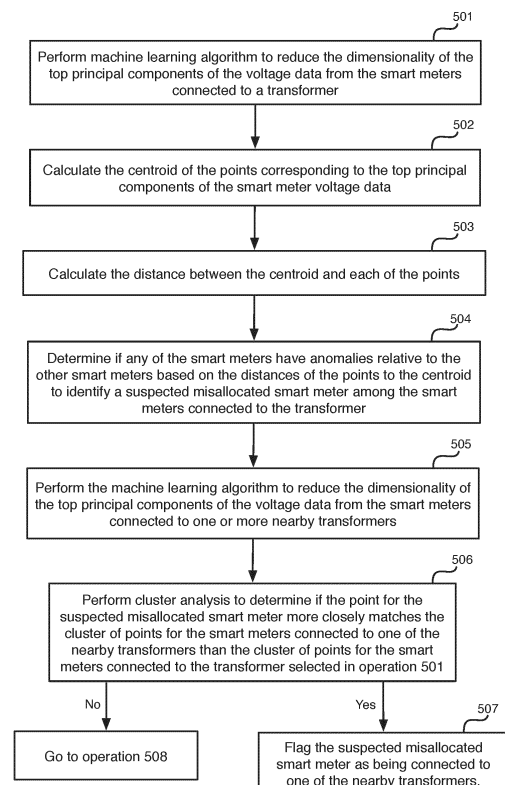 501
Perform machine learning algorithm to reduce the dimensionality of the
top principal components of the voltage data from the smart meters
connected to a transformer
502
Calculate the centroid of the points corresponding to the top principal
components of the smart meter voltage data
503
Calculate the distance between the centroid and each of the points
504
Determine if any of the smart meters have anomalies relative to the
other smart meters based on the distances of the points to the centroid
to identify a suspected misallocated smart meter among the smart
meters connected to the transformer
505
Perform the machine learning algorithm to reduce the dimensionality of
the top principal components of the voltage data from the smart meters
connected to one or more nearby transformers
506
Perform cluster analysis to determine if the point for the
suspected misallocated smart meter more closely matches the
cluster of points for the smart meters connected to one of the
nearby transformers than the cluster of points for the smart
meters connected to the transformer selected in operation 501
No
Yes
507
Go to operation 508
Flag the suspected misallocated
smart meter as being connected to
one of the nearby transformers.